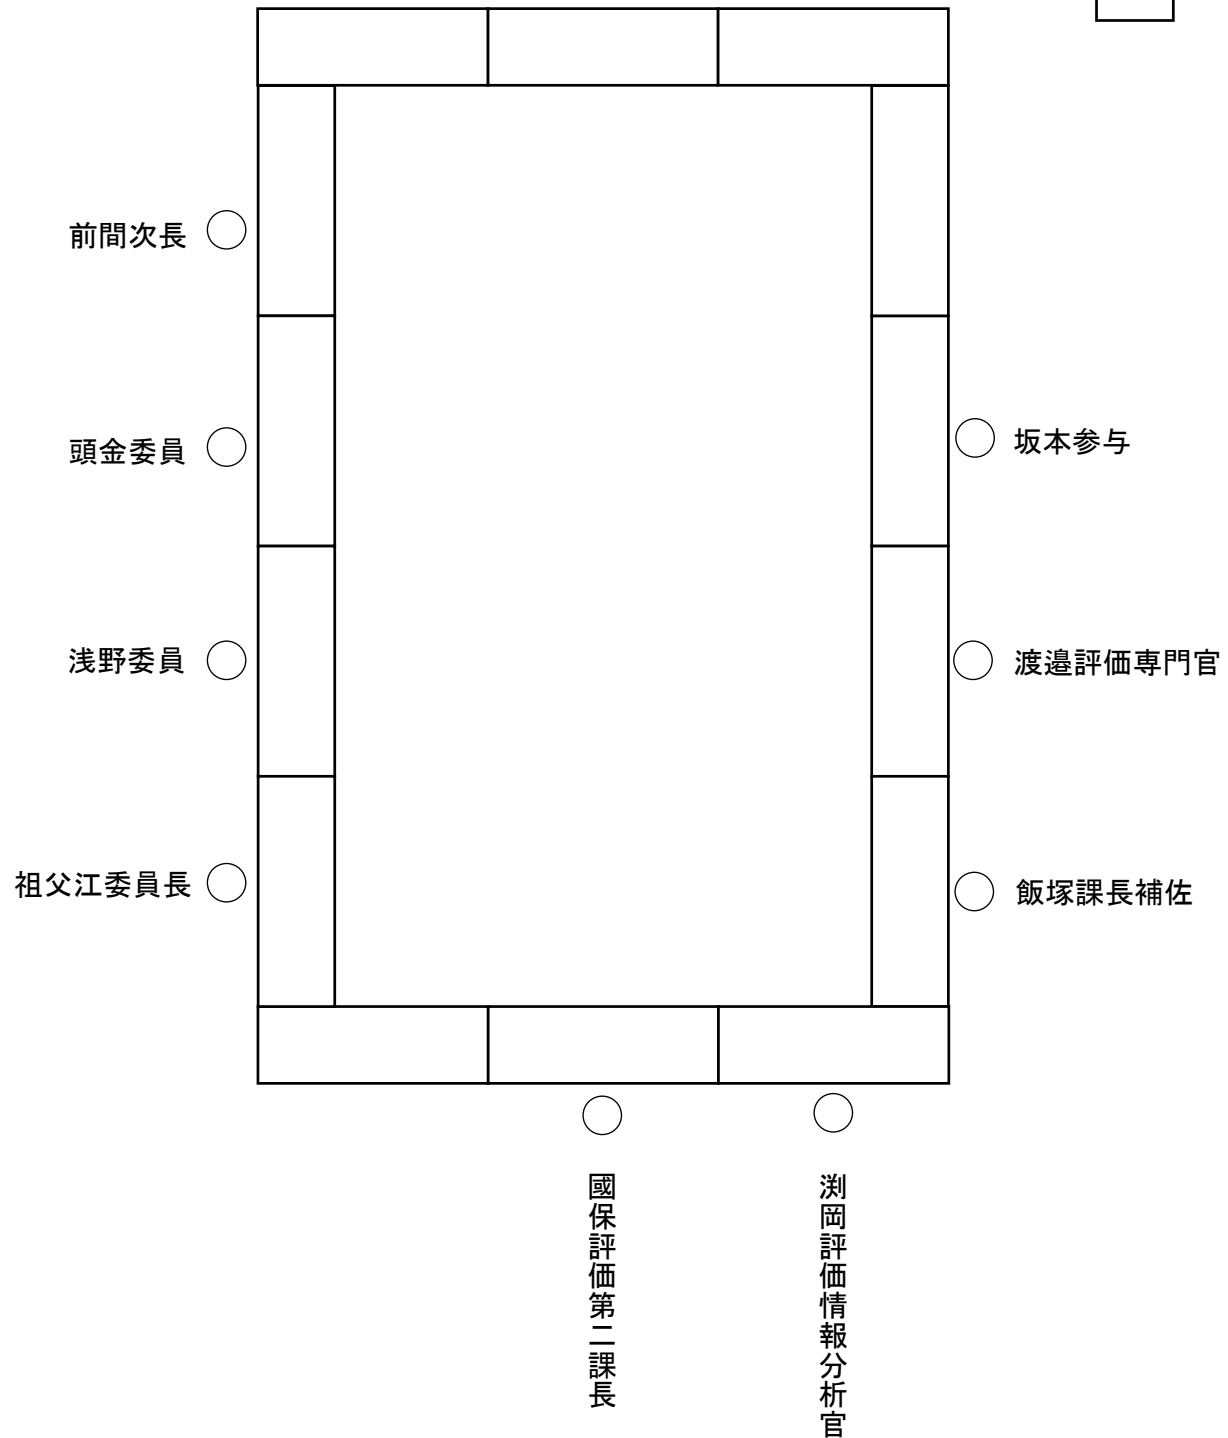 前間次長
頭金委員
坂本参与
浅野委員
渡邉評価専門官
祖父江委員長
飯塚課長補佐
國保評価第二課長
渕岡評価情報分析官